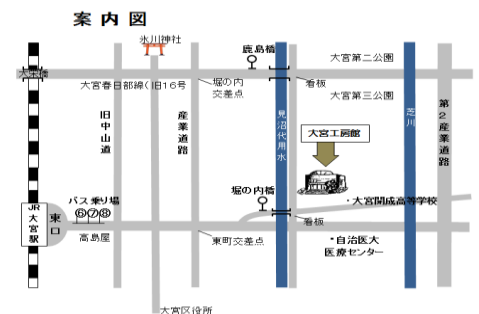 案内図
氷川神社
鹿島橋
大宮第二公園
大栄橋
大宮春日部線(旧16号
堀の内
交差点
看板
大宮第三公園
旧中山道
産業道路
見沼代用水
芝川
第2産業道路
大宮工房館
バス乗り場
⑥⑦⑧
堀の内橋
・大宮開成高等学校
JR
大宮駅
東口
高島屋
東町交差点
看板
・自治医大
医療センター
大宮区役所